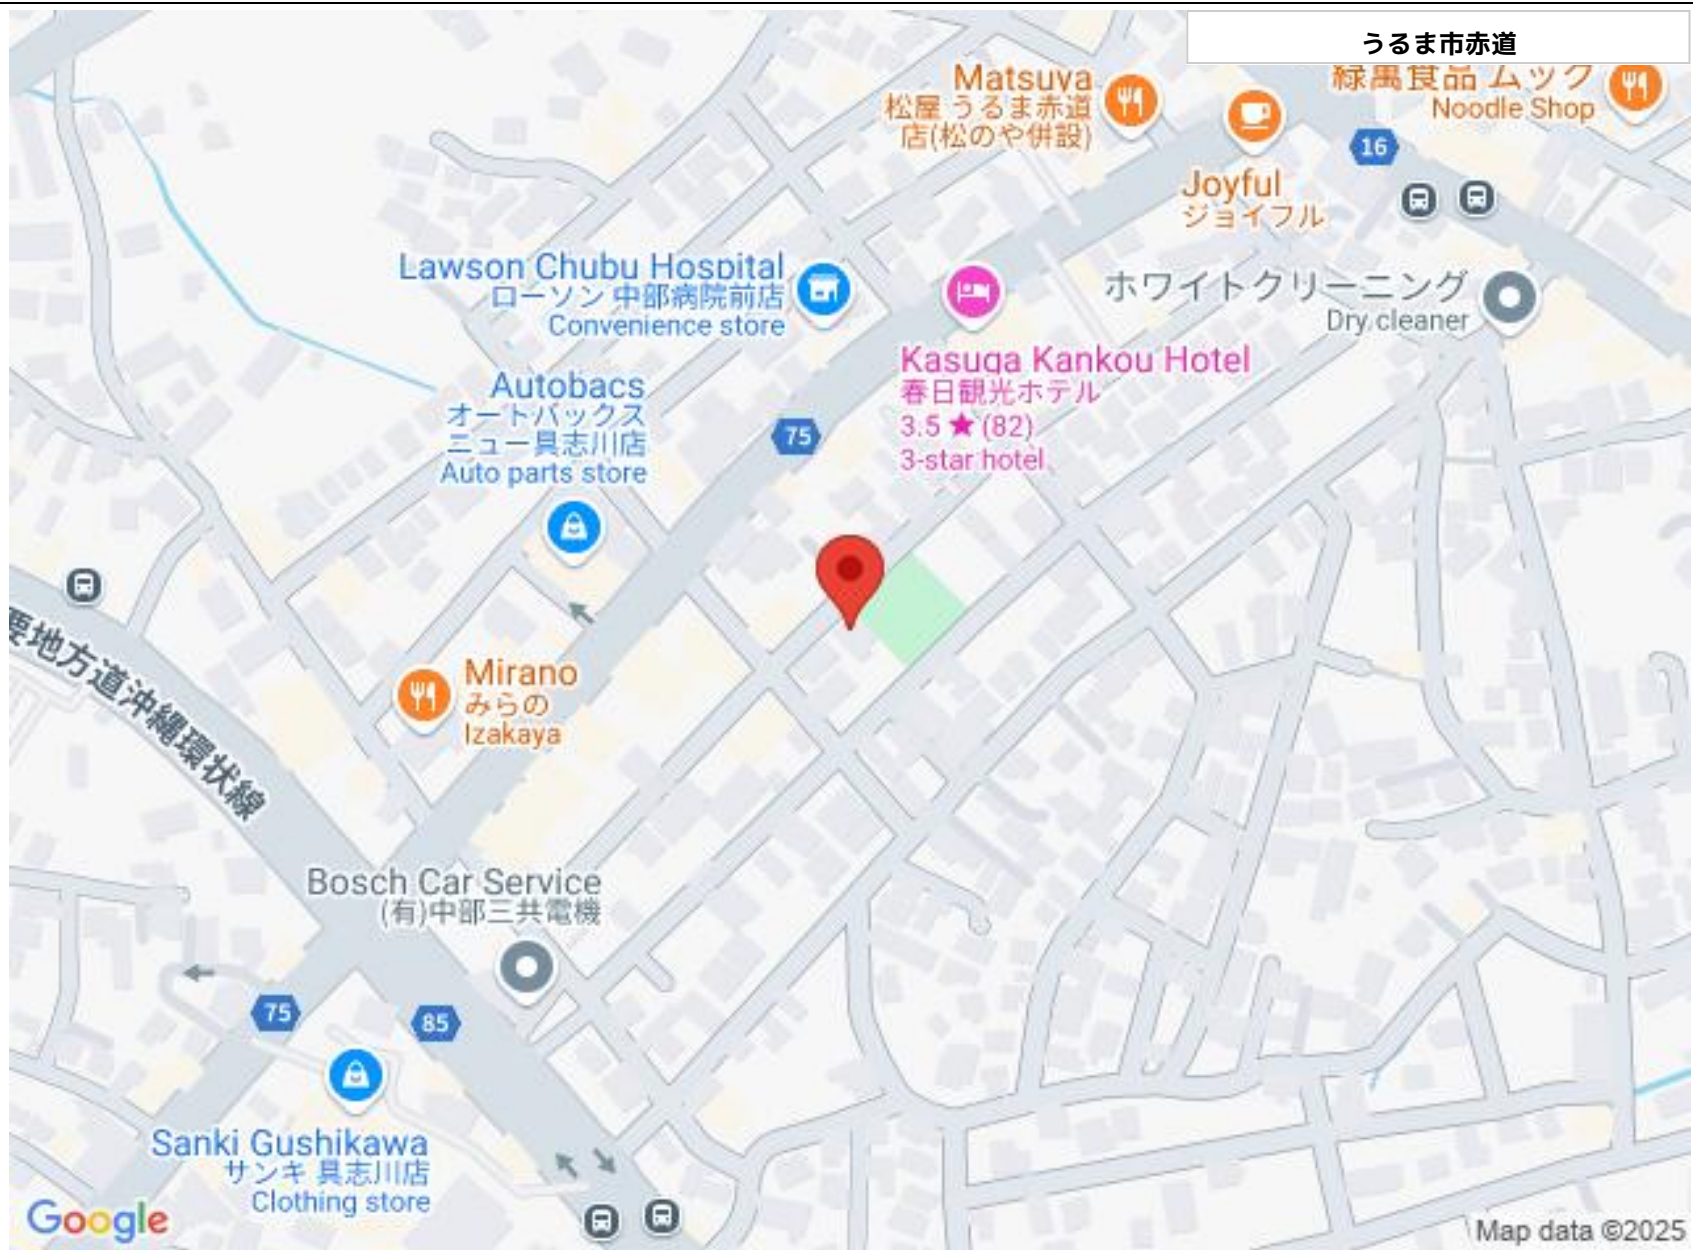 うるま市赤道
Matsuya
松屋 うるま赤道
店(松のや併設)
Joyful
ジョイフル
緑萬食品 ムック
Noodle Shop
16
Lawson Chubu Hospital
ローソン 中部病院前店
Convenience store
ホワイトクリーニング
Dry cleaner
Kasuga Kankou Hotel
春日観光ホテル
3.5 ★ (82)
3-star hotel
Autobacs
オートバックス
ニュー具志川店
Auto parts store
75
要地方道沖縄環状線
Mirano
みらの
Izakaya
Bosch Car Service
(有)中部三共電機
75
85
Sanki Gushikawa
サンキ 具志川店
Clothing store
Google
Map data ©2025